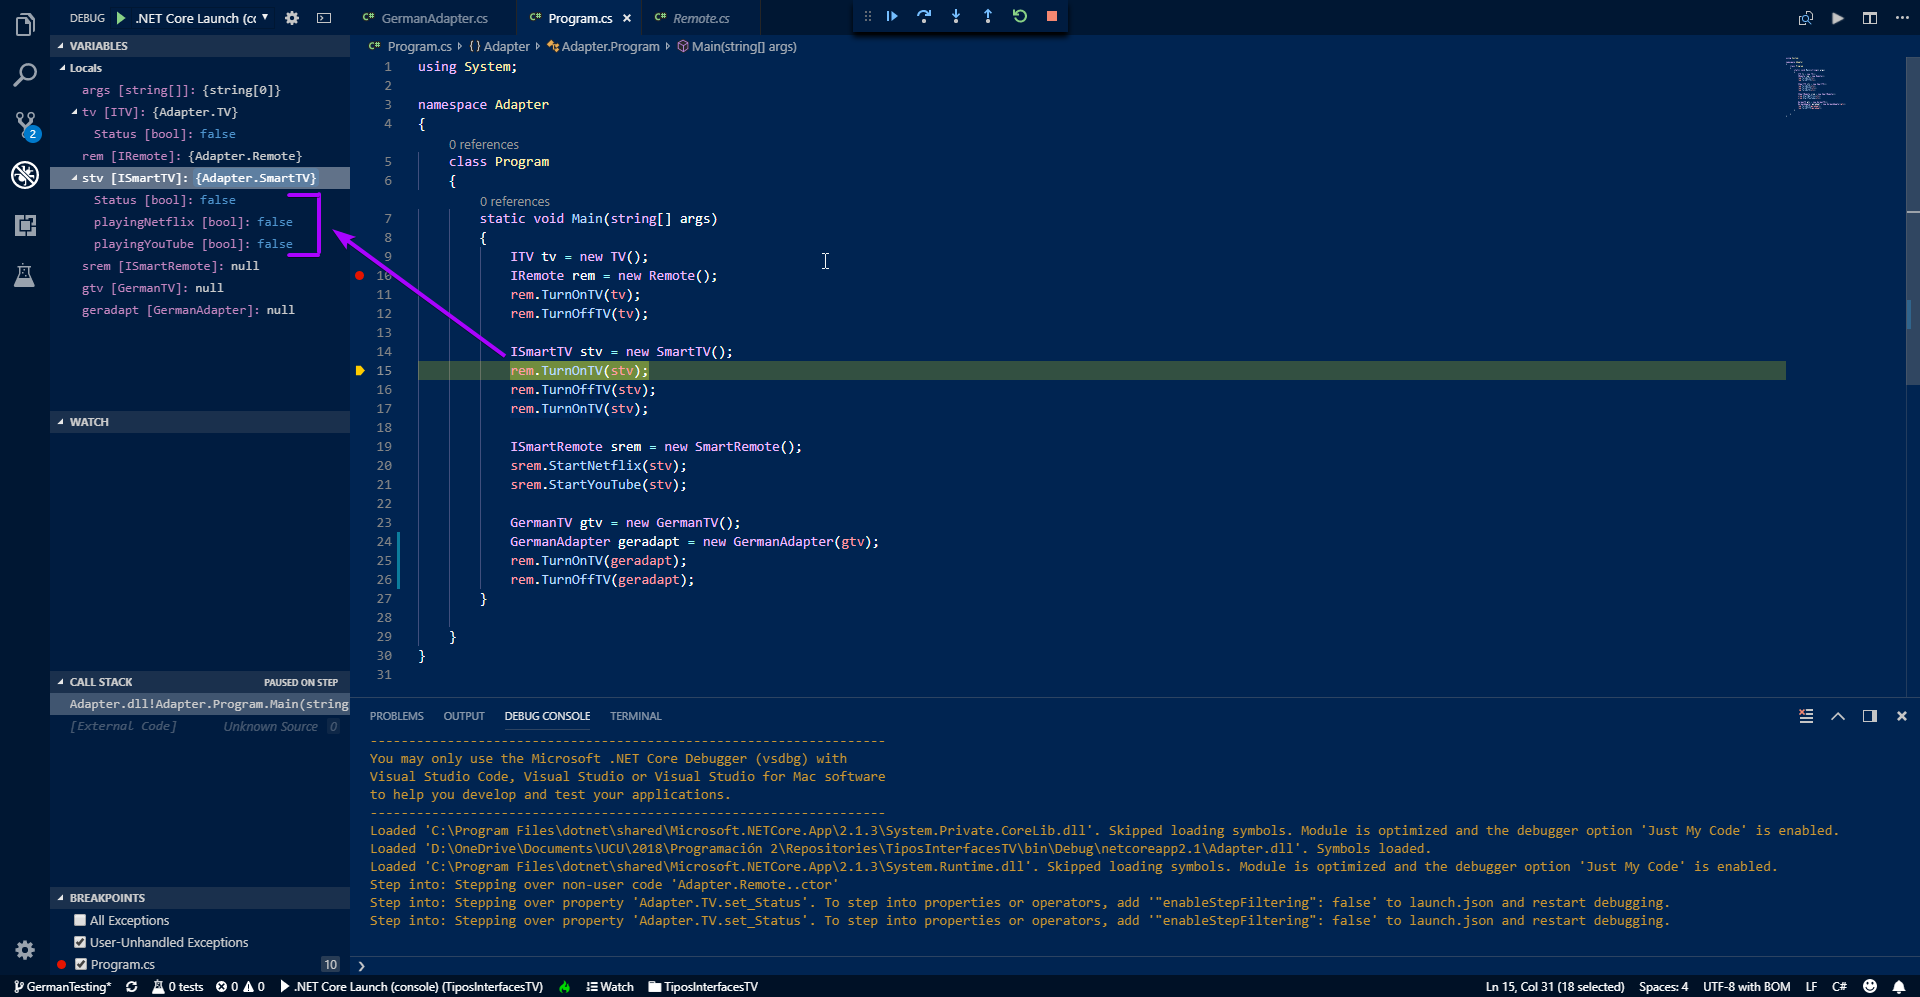 DEBUG .NET Core Launch (cc
C# GermanAdapter.cs
C# Program.cs
C# Remote.cs
VARIABLES
Locals
args [string[]]: {string[0]}
tv [ITV]: {Adapter.TV}
Status [bool]: false
rem [IRemote]: {Adapter.Remote}
stv [ISmartTV]: {Adapter.SmartTV}
Status [bool]: false
playingNetflix [bool]: false
playingYouTube [bool]: false
srem [ISmartRemote]: null
gtv [GermanTV]: null
geradapt [GermanAdapter]: null
WATCH
CALL STACK PAUSED ON STEP
Adapter.dll!Adapter.Program.Main(string
[External Code] Unknown Source 0
BREAKPOINTS
All Exceptions
User-Unhandled Exceptions
Program.cs 10
2
C# Program.cs {} Adapter Adapter.Program Main(string[] args)
1 using System;
2
3 namespace Adapter
4 {
0 references
5 class Program
6 {
0 references
7 static void Main(string[] args)
8 {
9 ITV tv = new TV();
10 IRemote rem = new Remote();
11 rem.TurnOnTV(tv);
12 rem.TurnOffTV(tv);
13
14 ISmartTV stv = new SmartTV();
15 rem.TurnOnTV(stv);
16 rem.TurnOffTV(stv);
17 rem.TurnOnTV(stv);
18
19 ISmartRemote srem = new SmartRemote();
20 srem.StartNetflix(stv);
21 srem.StartYouTube(stv);
22
23 GermanTV gtv = new GermanTV();
24 GermanAdapter geradapt = new GermanAdapter(gtv);
25 rem.TurnOnTV(geradapt);
26 rem.TurnOffTV(geradapt);
27 }
28
29 }
30 }
31
PROBLEMS OUTPUT DEBUG CONSOLE TERMINAL
-------------------------------------------------------------------
You may only use the Microsoft .NET Core Debugger (vsdbg) with
Visual Studio Code, Visual Studio or Visual Studio for Mac software
to help you develop and test your applications.
-------------------------------------------------------------------
Loaded 'C:\Program Files\dotnet\shared\Microsoft.NETCore.App\2.1.3\System.Private.CoreLib.dll'. Skipped loading symbols. Module is optimized and the debugger option 'Just My Code' is enabled.
Loaded 'D:\OneDrive\Documents\UCU\2018\Programación 2\Repositories\TiposInterfacesTV\bin\Debug\netcoreapp2.1\Adapter.dll'. Symbols loaded.
Loaded 'C:\Program Files\dotnet\shared\Microsoft.NETCore.App\2.1.3\System.Runtime.dll'. Skipped loading symbols. Module is optimized and the debugger option 'Just My Code' is enabled.
Step into: Stepping over non-user code 'Adapter.Remote..ctor'
Step into: Stepping over property 'Adapter.TV.set_Status'. To step into properties or operators, add '"enableStepFiltering": false' to launch.json and restart debugging.
Step into: Stepping over property 'Adapter.TV.set_Status'. To step into properties or operators, add '"enableStepFiltering": false' to launch.json and restart debugging.
GermanTesting* 0 tests 0 0 .NET Core Launch (console) (TiposInterfacesTV) Watch TiposInterfacesTV Ln 15, Col 31 (18 selected) Spaces: 4 UTF-8 with BOM LF C#